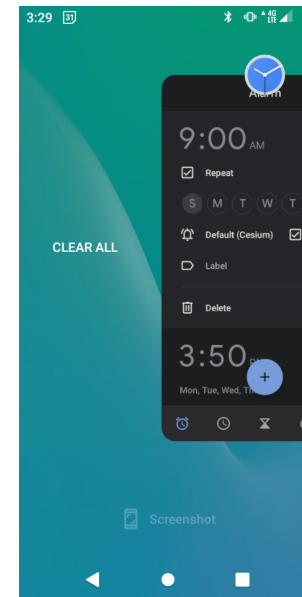 3:29 31 4G
LTE
Alarm
9:00 AM
Repeat
S M T W T
Default (Cesium)
Label
Delete
3:50
Mon, Tue, Wed,
CLEAR ALL
Screenshot